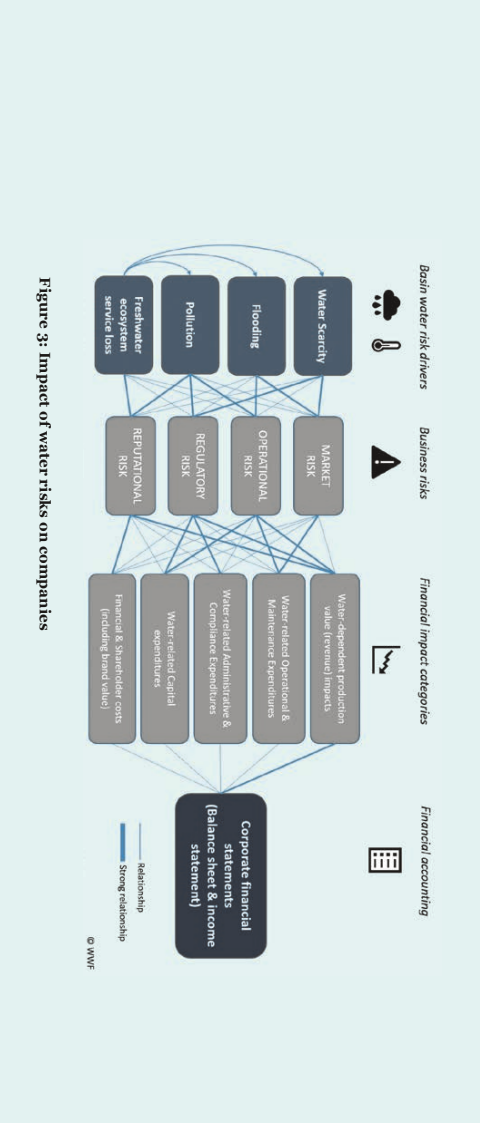 Basin water risk drivers
Business risks
Financial impact categories
Financial accounting
Water Scarcity
Flooding
Pollution
Freshwater
ecosystem
service loss
MARKET
RISK
OPERATIONAL
RISK
REGULATORY
RISK
REPUTATIONAL
RISK
Water-dependent production
value (revenue) impacts
Water-related Operational &
Maintenance Expenditures
Water-related Administrative &
Compliance Expenditures
Water-related Capital
expenditures
Financial & Shareholder costs
(including brand value)
Corporate financial
statements
(Balance sheet & income
statement)
Relationship
Strong relationship
© WWF
Figure 3: Impact of water risks on companies